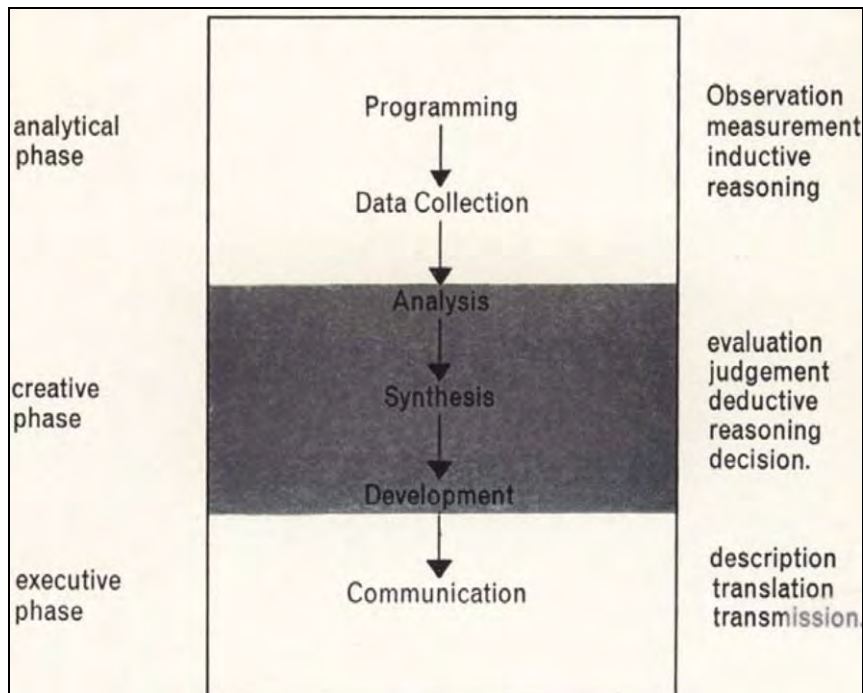 analytical
phase
Programming
Data Collection
Observation
measurement
inductive
reasoning
creative
phase
Analysis
Synthesis
Development
evaluation
judgement
deductive
reasoning
decision.
executive
phase
Communication
description
translation
transmission.